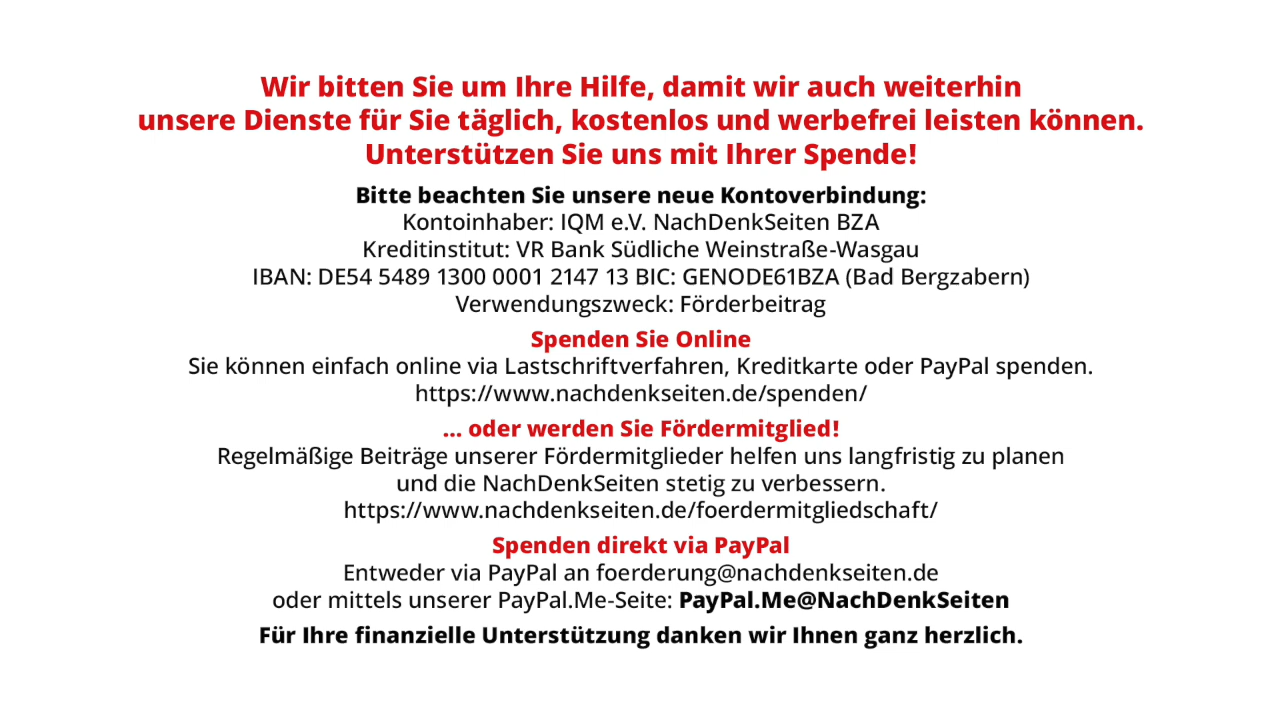 Wir bitten Sie um Ihre Hilfe, damit wir auch weiterhin
unsere Dienste für Sie täglich, kostenlos und werbefrei leisten können.
Unterstützen Sie uns mit Ihrer Spende!
Bitte beachten Sie unsere neue Kontoverbindung:
Kontoinhaber: IQM e.V. NachDenkSeiten BZA
Kreditinstitut: VR Bank Südliche Weinstraße-Wasgau
IBAN: DE54 5489 1300 0001 2147 13 BIC: GENODE61BZA (Bad Bergzabern)
Verwendungszweck: Förderbeitrag
Spenden Sie Online
Sie können einfach online via Lastschriftverfahren, Kreditkarte oder PayPal spenden.
https://www.nachdenkseiten.de/spenden/
... oder werden Sie Fördermitglied!
Regelmäßige Beiträge unserer Fördermitglieder helfen uns langfristig zu planen
und die NachDenkSeiten stetig zu verbessern.
https://www.nachdenkseiten.de/foerdermitgliedschaft/
Spenden direkt via PayPal
Entweder via PayPal an foerderung@nachdenkseiten.de
oder mittels unserer PayPal.Me-Seite: PayPal.Me@NachDenkSeiten
Für Ihre finanzielle Unterstützung danken wir Ihnen ganz herzlich.